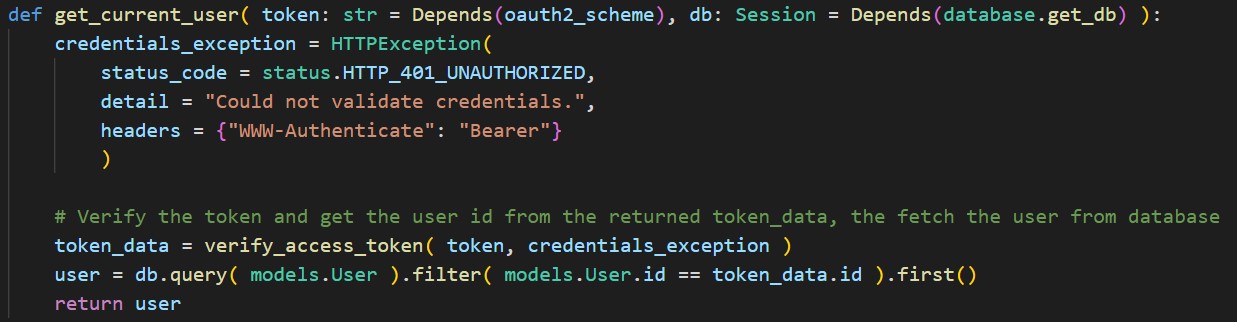 def get_current_user( token: str = Depends(oauth2_scheme), db: Session = Depends(database.get_db) ):
    credentials_exception = HTTPException(
        status_code = status.HTTP_401_UNAUTHORIZED,
        detail = "Could not validate credentials.",
        headers = {"WWW-Authenticate": "Bearer"}
        )

    # Verify the token and get the user id from the returned token_data, the fetch the user from database
    token_data = verify_access_token( token, credentials_exception )
    user = db.query( models.User ).filter( models.User.id == token_data.id ).first()
    return user